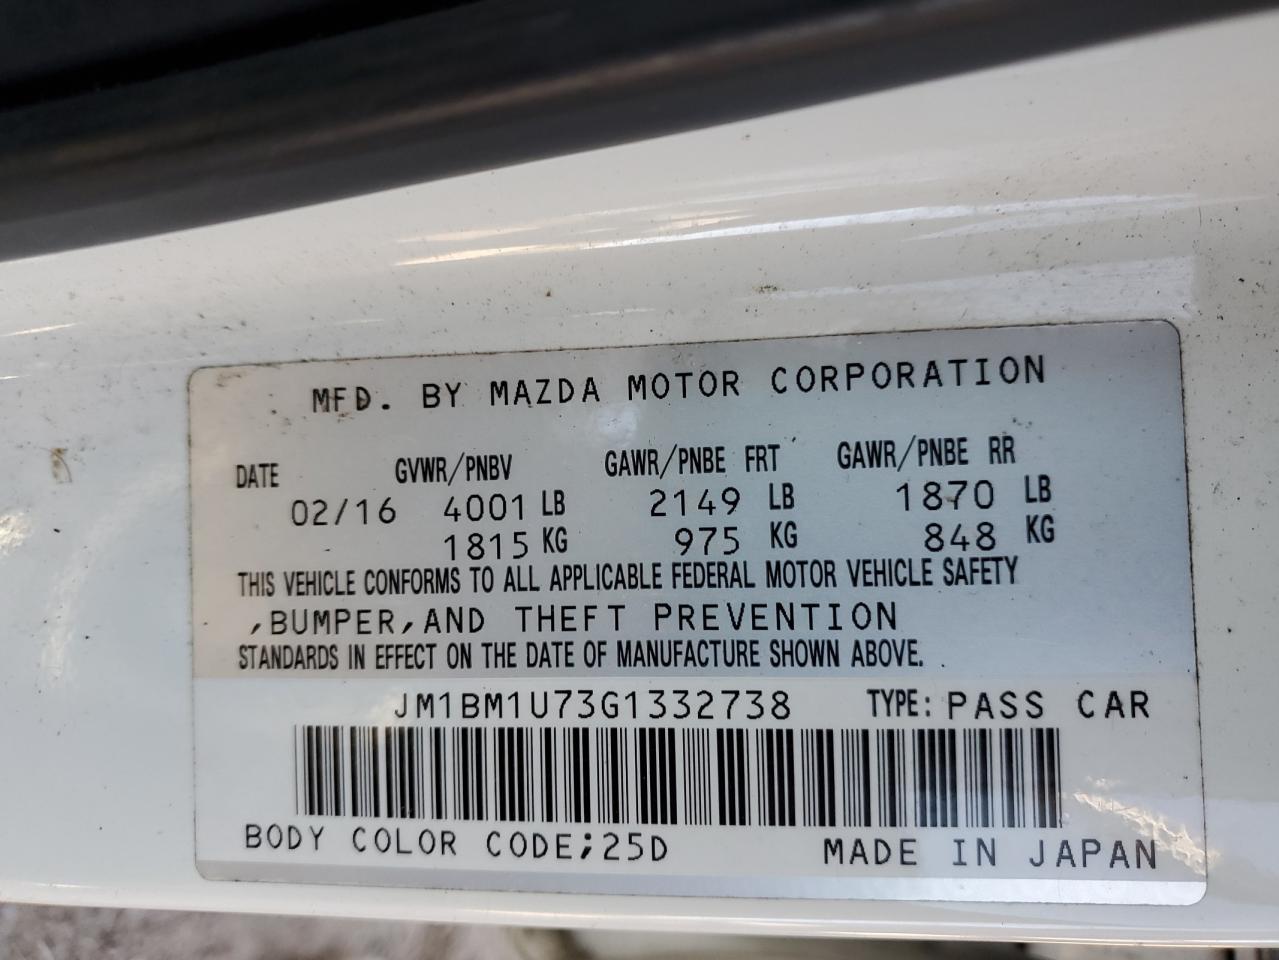 MFD. BY MAZDA MOTOR CORPORATION
DATE GVWR/PNBV GAWR/PNBE FRT GAWR/PNBE RR
02/16 4001 LB 2149 LB 1870 LB
1815 KG 975 KG 848 KG
THIS VEHICLE CONFORMS TO ALL APPLICABLE FEDERAL MOTOR VEHICLE SAFETY
,BUMPER,AND THEFT PREVENTION
STANDARDS IN EFFECT ON THE DATE OF MANUFACTURE SHOWN ABOVE.
JM1BM1U73G1332738 TYPE: PASS CAR
BODY COLOR CODE;25D MADE IN JAPAN